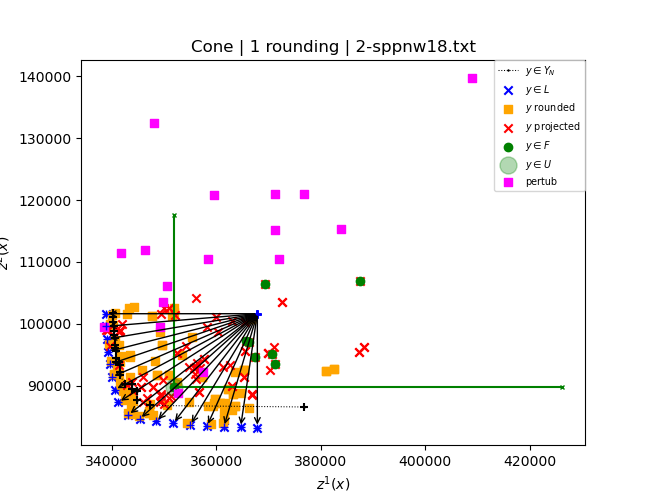 Cone | 1 rounding | 2-sppnw18.txt
140000
130000
120000
110000
100000
90000
z²(x)
340000 360000 380000 400000 420000
z¹(x)
y ∈ Y_N
y ∈ L
y rounded
y projected
y ∈ F
y ∈ U
pertub